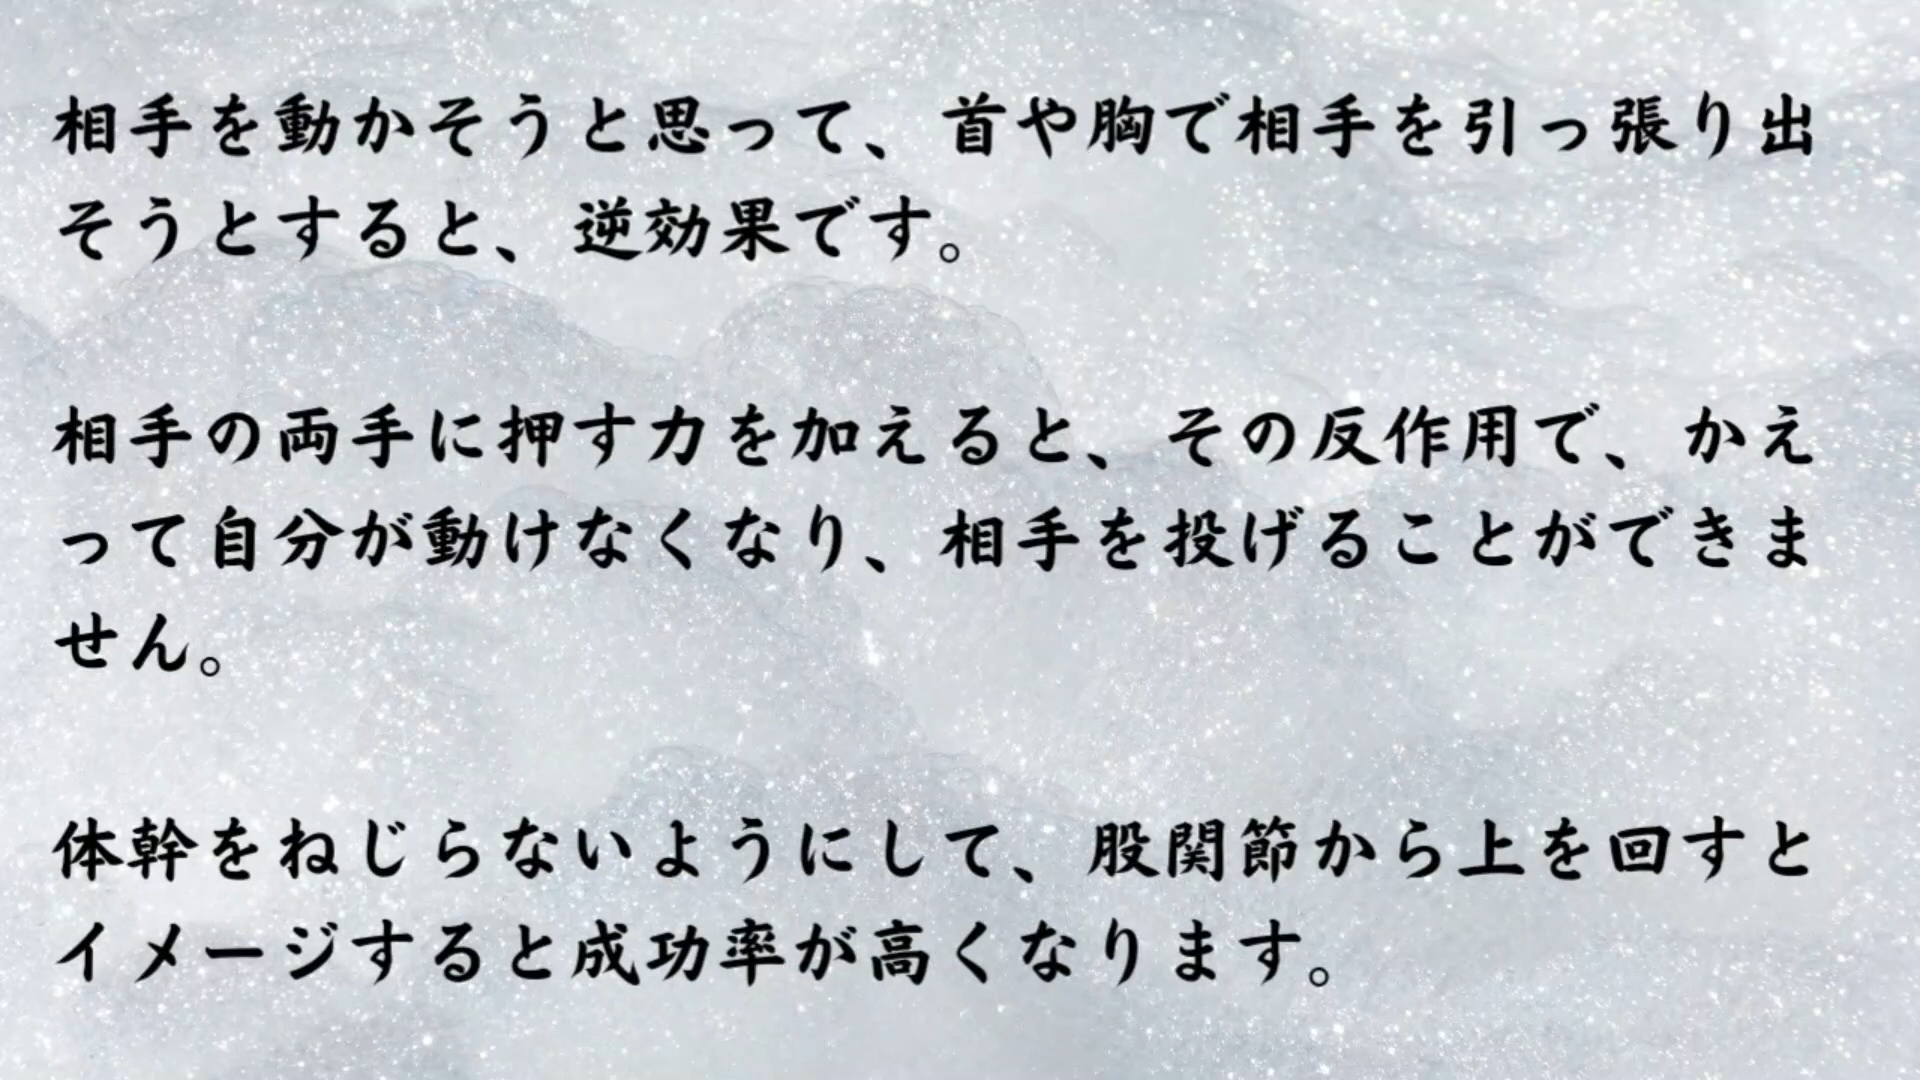 相手を動かそうと思って、首や胸で相手を引っ張り出
そうとすると、逆効果です。
相手の両手に押す力を加えると、その反作用で、かえ
って自分が動けなくなり、相手を投げることができま
せん。
体幹をねじらないようにして、股関節から上を回すと
イメージすると成功率が高くなります。